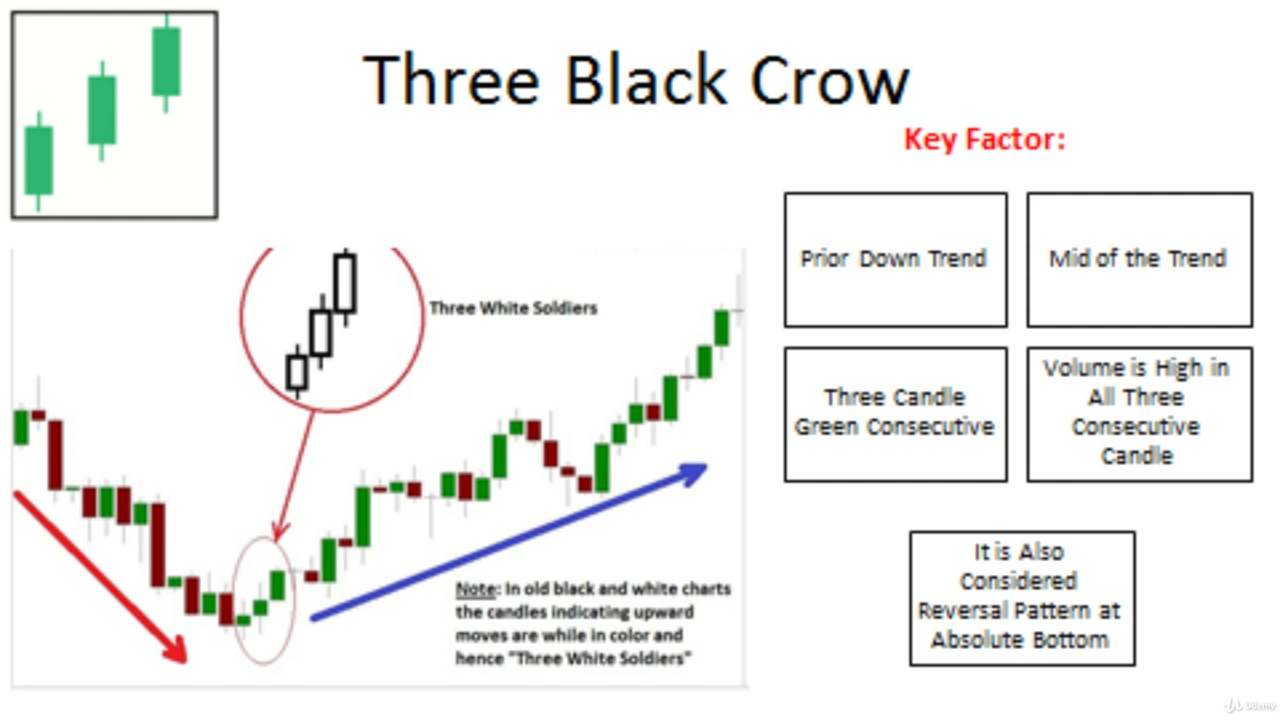 Three Black Crow
Key Factor:
Prior Down Trend
Mid of the Trend
Three White Soldiers
Three Candle
Green Consecutive
Volume is High in
All Three
Consecutive
Candle
Note: In old black and white charts
the candles indicating upward
moves are while in color and
hence "Three White Soldiers"
It is Also
Considered
Reversal Pattern at
Absolute Bottom
Udemy